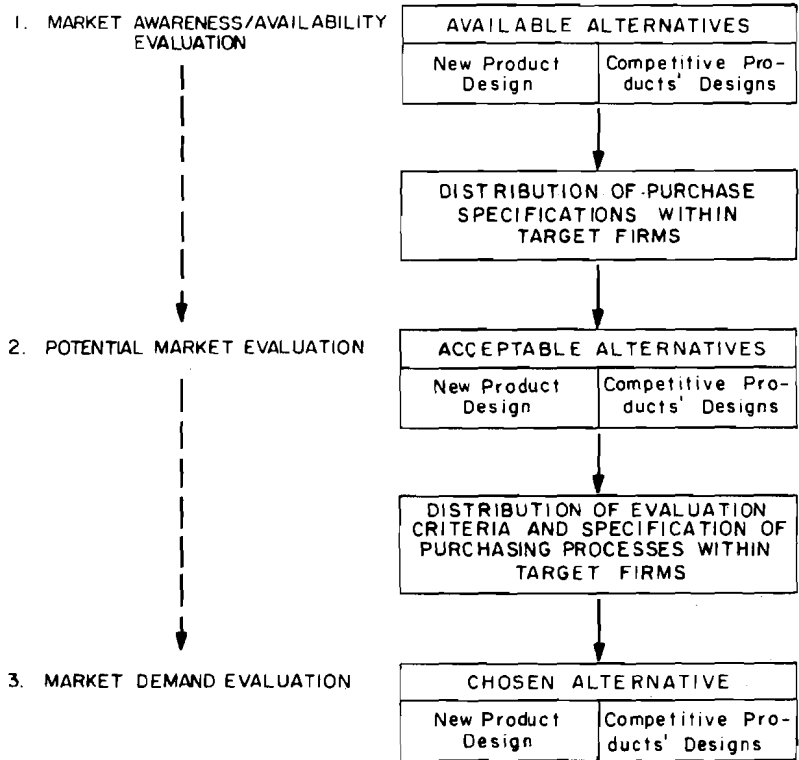 1. MARKET AWARENESS/AVAILABILITY
EVALUATION
AVAILABLE ALTERNATIVES
New Product
Design
Competitive Pro-
ducts' Designs
DISTRIBUTION OF PURCHASE
SPECIFICATIONS WITHIN
TARGET FIRMS
2. POTENTIAL MARKET EVALUATION
ACCEPTABLE ALTERNATIVES
New Product
Design
Competitive Pro-
ducts' Designs
DISTRIBUTION OF EVALUATION
CRITERIA AND SPECIFICATION OF
PURCHASING PROCESSES WITHIN
TARGET FIRMS
3. MARKET DEMAND EVALUATION
CHOSEN ALTERNATIVE
New Product
Design
Competitive Pro-
ducts' Designs